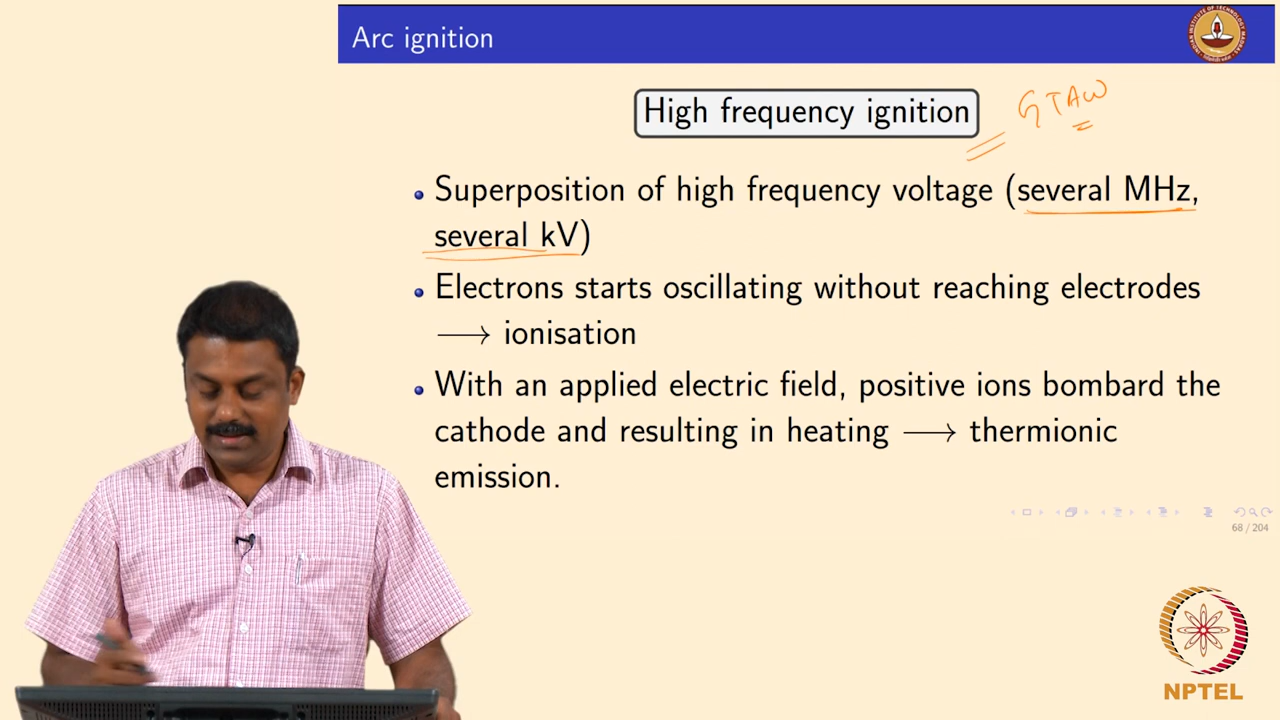 Arc ignition
High frequency ignition
GTAW
• Superposition of high frequency voltage (several MHz,
several kV)
• Electrons starts oscillating without reaching electrodes
⟶ ionisation
• With an applied electric field, positive ions bombard the
cathode and resulting in heating ⟶ thermionic
emission.
68 / 204
NPTEL